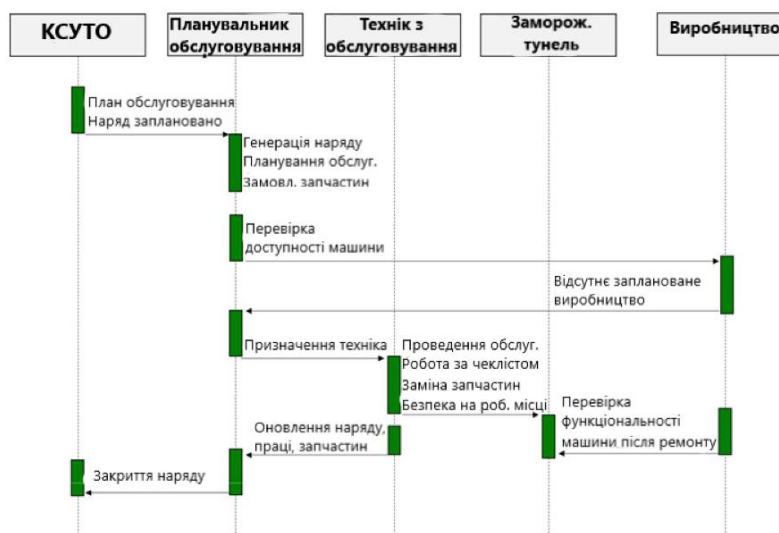 КСУТО
Планувальник
обслуговування
Технік з
обслуговування
Заморож.
тунель
Виробництво
План обслуговування
Наряд заплановано
Генерація наряду
Планування обслуг.
Замовл. запчастин
Перевірка
доступності машини
Відсутнє заплановане
виробництво
Призначення техніка
Проведення обслуг.
Робота за чеклістом
Заміна запчастин
Безпека на роб. місці
Перевірка
функціональності
машини після ремонту
Оновлення наряду,
праці, запчастин
Закриття наряду